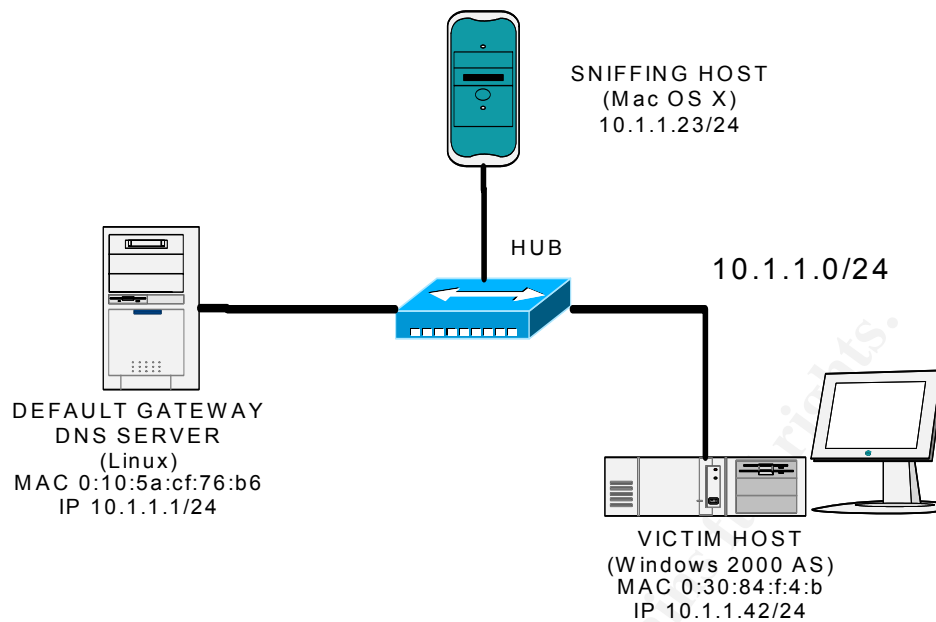 SNIFFING HOST
(Mac OS X)
10.1.1.23/24
HUB
10.1.1.0/24
DEFAULT GATEWAY
DNS SERVER
(Linux)
MAC 0:10:5a:cf:76:b6
IP 10.1.1.1/24
VICTIM HOST
(Windows 2000 AS)
MAC 0:30:84:f:4:b
IP 10.1.1.42/24
rights.